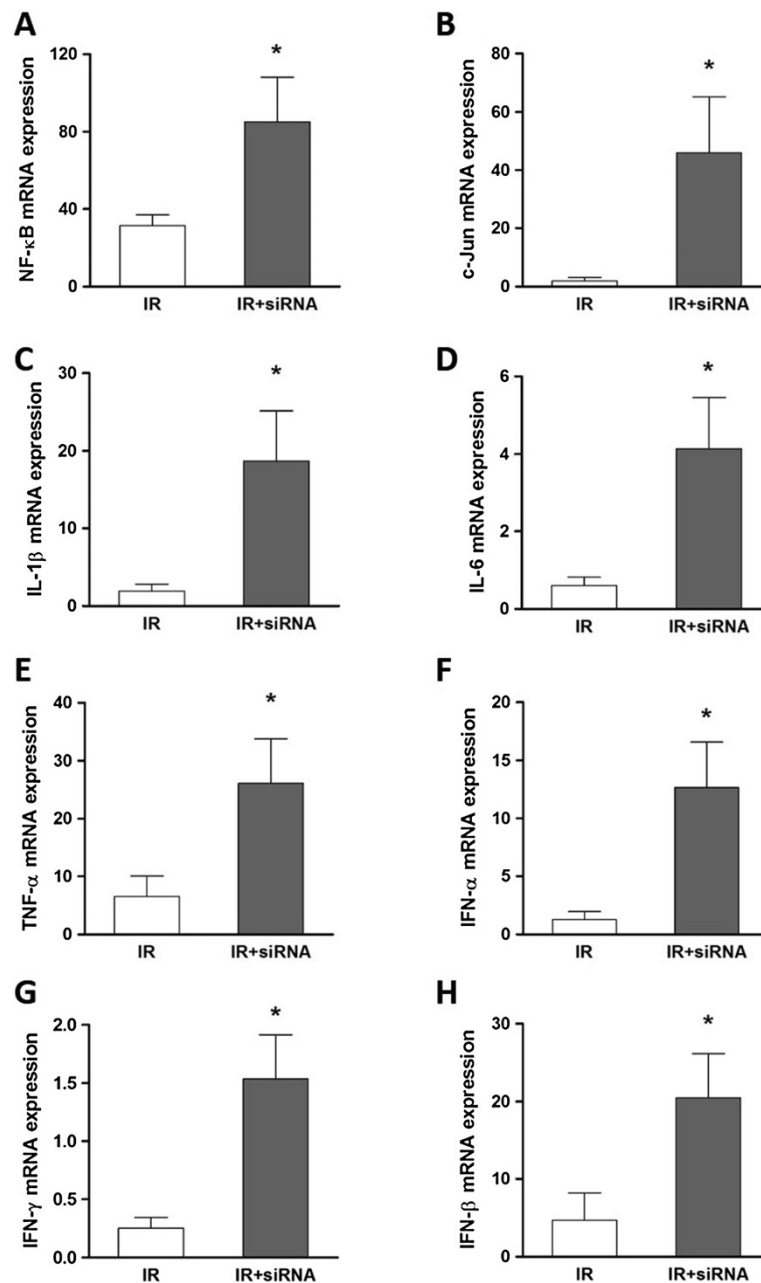 A
NF-κB mRNA expression
120
80
40
0
*
IR
IR+siRNA
B
c-Jun mRNA expression
80
60
40
20
0
*
IR
IR+siRNA
C
IL-1β mRNA expression
30
20
10
0
*
IR
IR+siRNA
D
IL-6 mRNA expression
6
4
2
0
*
IR
IR+siRNA
E
TNF-α mRNA expression
40
30
20
10
0
*
IR
IR+siRNA
F
IFN-α mRNA expression
20
15
10
5
0
*
IR
IR+siRNA
G
IFN-γ mRNA expression
2.0
1.5
1.0
0.5
0.0
*
IR
IR+siRNA
H
IFN-β mRNA expression
30
20
10
0
*
IR
IR+siRNA